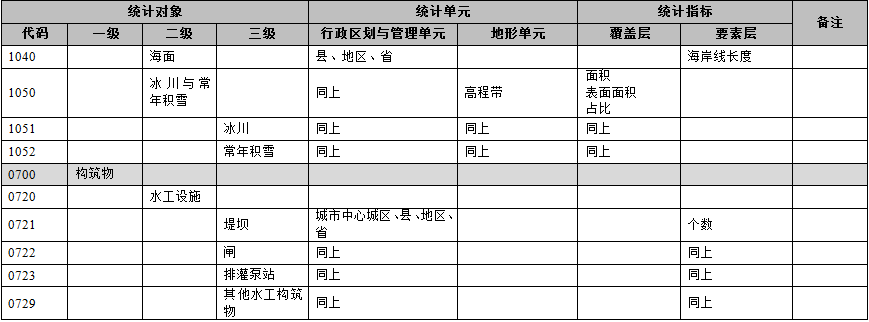 统计对象 统计单元 统计指标 备注
代码 一级 二级 三级 行政区划与管理单元 地形单元 覆盖层 要素层
1040 海面 县、地区、省 海岸线长度
1050 冰川与常年积雪 同上 高程带 面积 表面面积 占比
1051 冰川 同上 同上 同上
1052 常年积雪 同上 同上 同上
0700 构筑物
0720 水工设施
0721 堤坝 城市中心城区、县、地区、省 个数
0722 闸 同上 同上
0723 排灌泵站 同上 同上
0729 其他水工构筑物 同上 同上